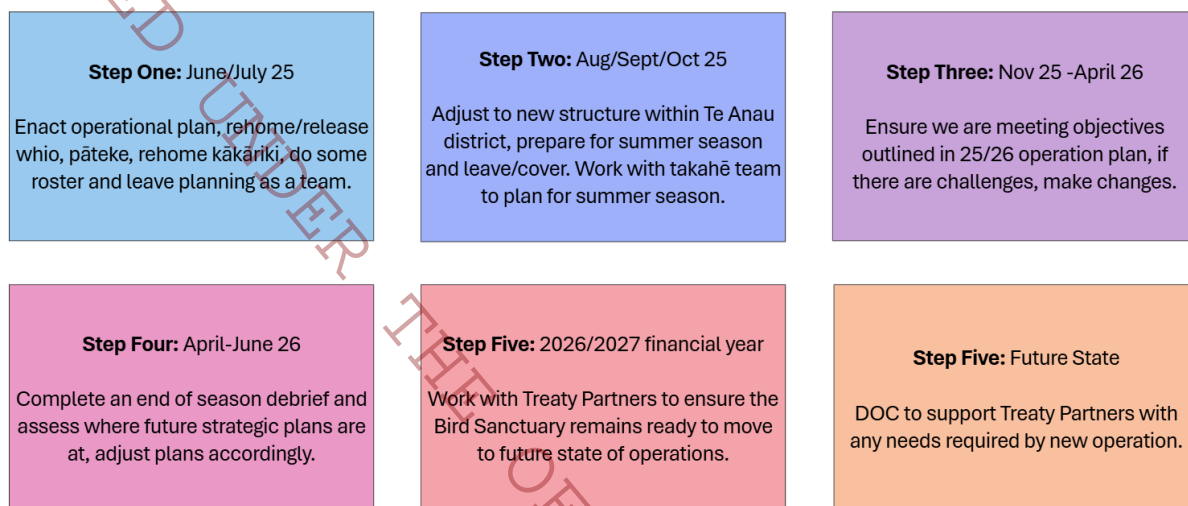 Step One: June/July 25
Enact operational plan, rehome/release
whio, pāteke, rehome kākāriki, do some
roster and leave planning as a team.
Step Two: Aug/Sept/Oct 25
Adjust to new structure within Te Anau
district, prepare for summer season
and leave/cover. Work with takahē team
to plan for summer season.
Step Three: Nov 25 -April 26
Ensure we are meeting objectives
outlined in 25/26 operation plan, if
there are challenges, make changes.
Step Four: April-June 26
Complete an end of season debrief and
assess where future strategic plans are
at, adjust plans accordingly.
Step Five: 2026/2027 financial year
Work with Treaty Partners to ensure the
Bird Sanctuary remains ready to move
to future state of operations.
Step Five: Future State
DOC to support Treaty Partners with
any needs required by new operation.
UNDER THE